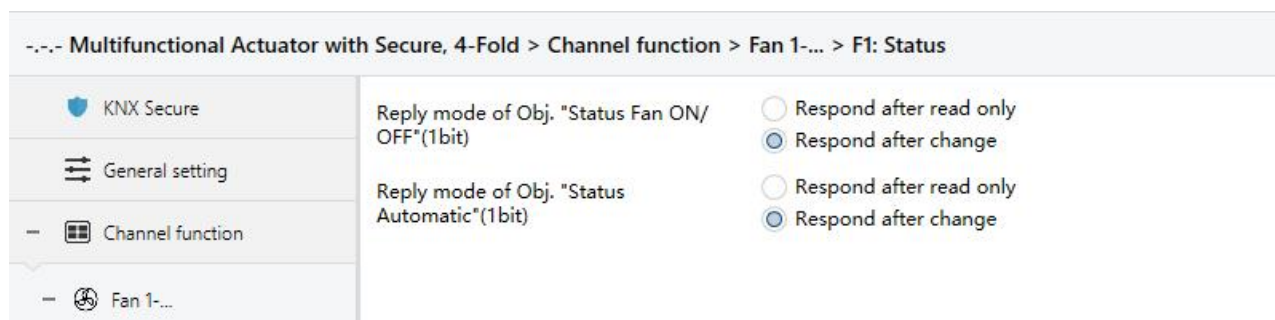 -.-.- Multifunctional Actuator with Secure, 4-Fold > Channel function > Fan 1-... > F1: Status
KNX Secure
General setting
Channel function
Fan 1-...
Reply mode of Obj. "Status Fan ON/
OFF"(1bit)
Respond after read only
Respond after change
Reply mode of Obj. "Status
Automatic"(1bit)
Respond after read only
Respond after change